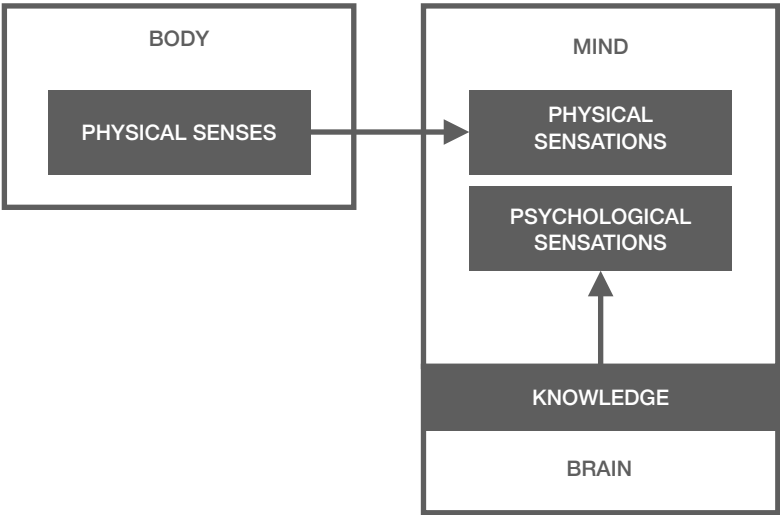 BODY
PHYSICAL SENSES
MIND
PHYSICAL
SENSATIONS
PSYCHOLOGICAL
SENSATIONS
KNOWLEDGE
BRAIN